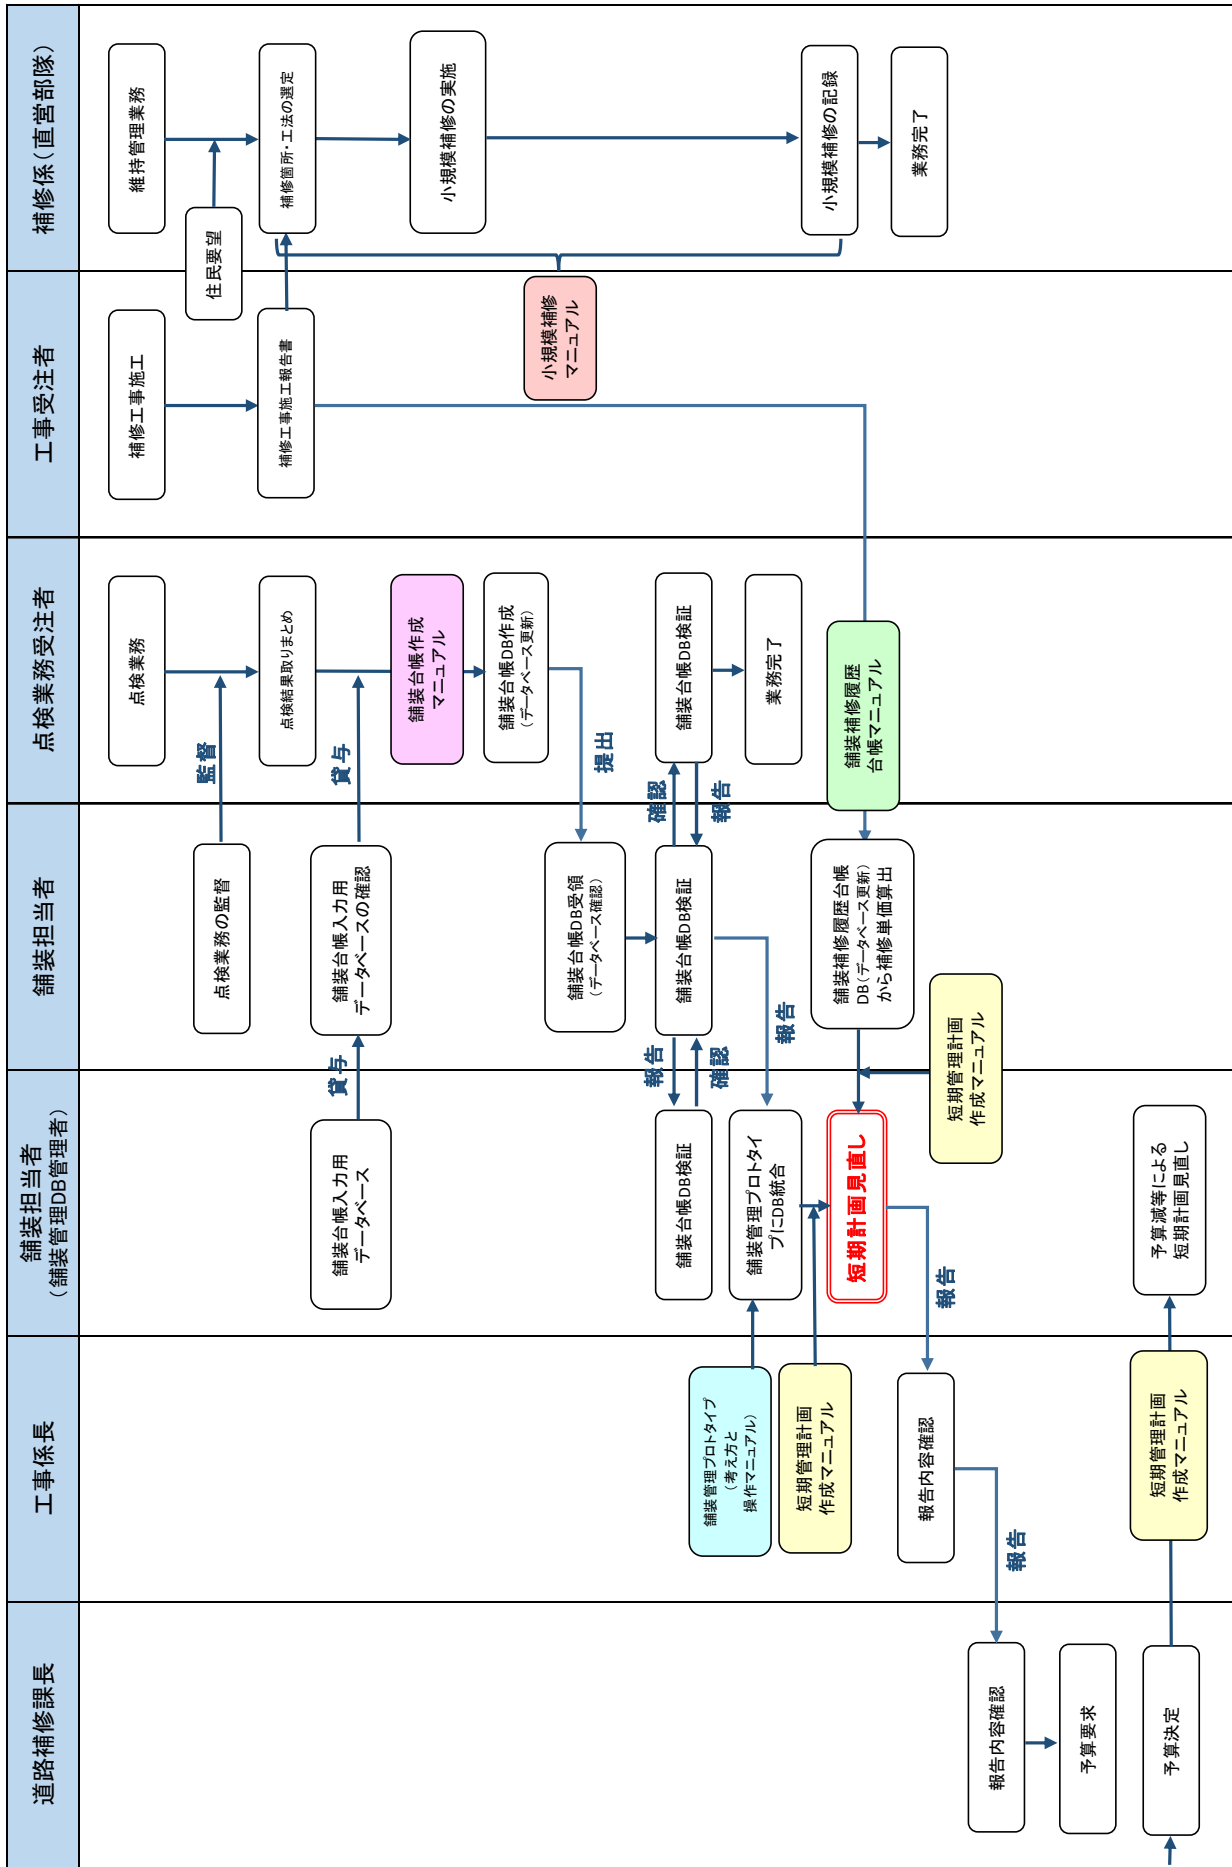 道路補修課長
工事係長
舗装担当者
（舗装管理DB管理者）
舗装担当者
点検業務受注者
工事受注者
補修係（直営部隊）
報告内容確認
予算要求
予算決定
舗装管理プロトタイプ
（考え方と
操作マニュアル）
短期管理計画
作成マニュアル
報告内容確認
報告
短期管理計画
作成マニュアル
舗装台帳入力用
データベース
貸与
舗装台帳DB検証
報告
確認
舗装管理プロトタイ
プにDB統合
短期計画見直し
報告
予算減等による
短期計画見直し
点検業務の監督
監督
舗装台帳入力用
データベースの確認
貸与
舗装台帳DB受領
（データベース確認）
舗装台帳DB検証
確認
報告
報告
舗装補修履歴台帳
DB（データベース更新）
から補修単価算出
短期管理計画
作成マニュアル
点検業務
点検結果取りまとめ
舗装台帳作成
マニュアル
舗装台帳DB作成
（データベース更新）
提出
舗装台帳DB検証
業務完了
舗装補修履歴
台帳マニュアル
補修工事施工
補修工事施工報告書
小規模補修
マニュアル
維持管理業務
住民要望
補修箇所・工法の選定
小規模補修の実施
小規模補修の記録
業務完了